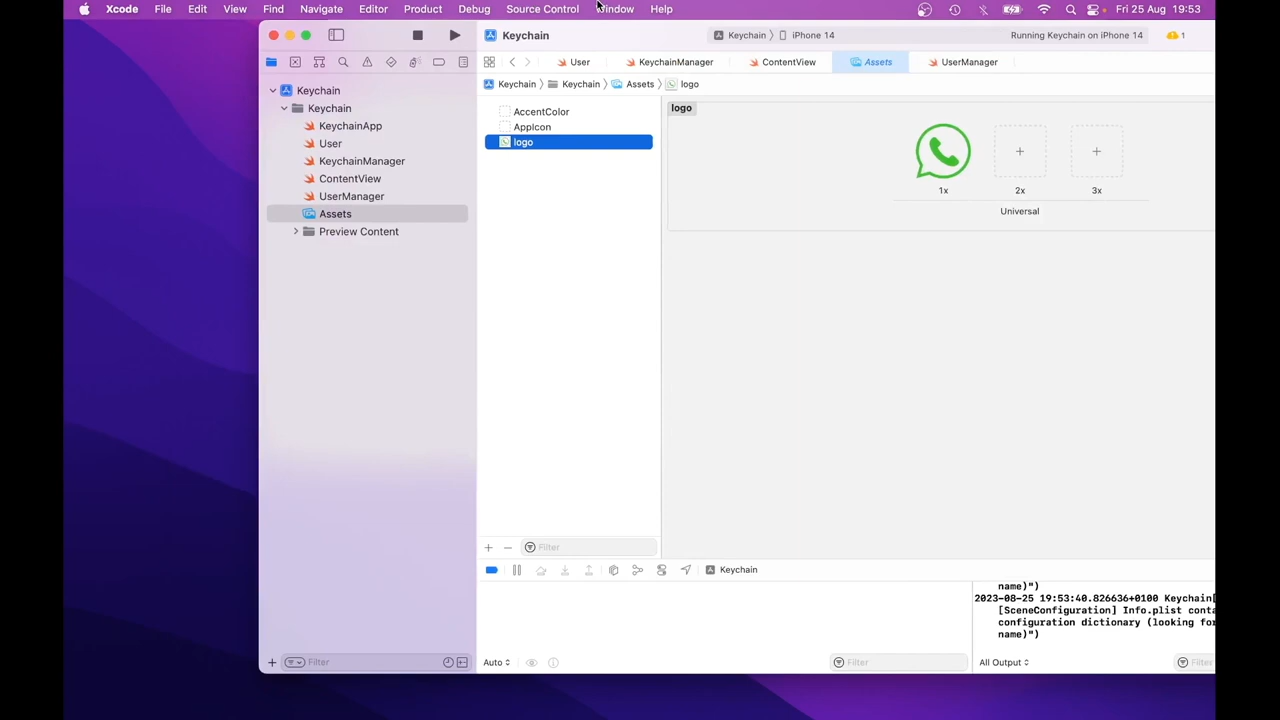 Xcode File Edit View Find Navigate Editor Product Debug Source Control Window Help Fri 25 Aug 19:53
Keychain Keychain iPhone 14 Running Keychain on iPhone 14 1
User KeychainManager ContentView Assets UserManager
Keychain Keychain Assets logo
Keychain
Keychain
KeychainApp
User
KeychainManager
ContentView
UserManager
Assets
Preview Content
AccentColor
AppIcon
logo
logo
1x 2x 3x
Universal
Filter
Keychain
name)")
2023-08-25 19:53:40.826636+0100 Keychain[
[SceneConfiguration] Info.plist conta
configuration dictionary (looking for
name)")
Filter
Auto
Filter
All Output
Filter